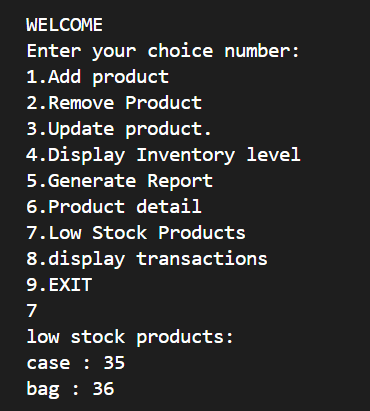 WELCOME
Enter your choice number:
1.Add product
2.Remove Product
3.Update product.
4.Display Inventory level
5.Generate Report
6.Product detail
7.Low Stock Products
8.display transactions
9.EXIT
7
low stock products:
case : 35
bag : 36